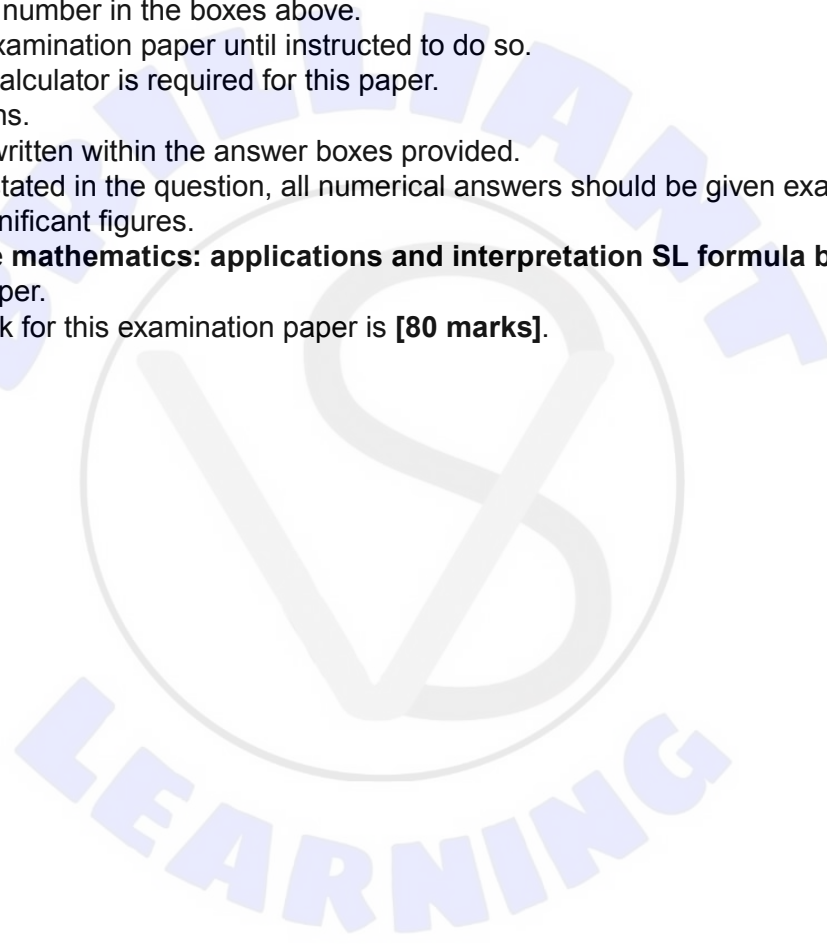 number in the boxes above.
xamination paper until instructed to do so.
alculator is required for this paper.
ns.
written within the answer boxes provided.
tated in the question, all numerical answers should be given exa
nificant figures.
e mathematics: applications and interpretation SL formula b
per.
k for this examination paper is [80 marks].
BRILLIANT
VS
LEARNING